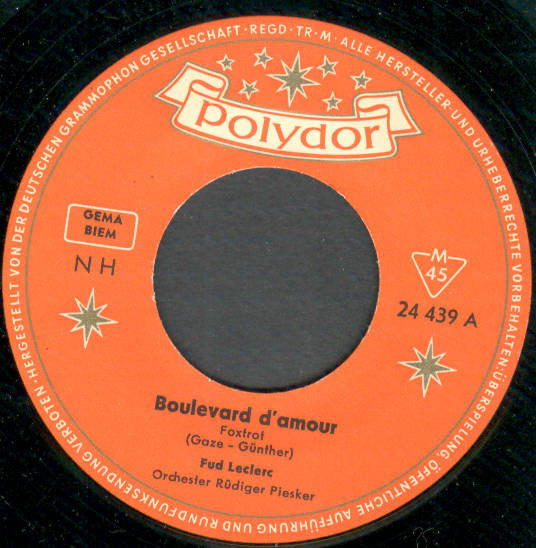 HERGESTELLT VON DER DEUTSCHEN GRAMMOPHON GESELLSCHAFT · REGD · TR · M · ALLE HERSTELLER- UND URHEBERRECHTE VORBEHALTEN: ÜBERSPIELUNG, ÖFFENTLICHE AUFFÜHRUNG UND RUNDFUNKSENDUNG VERBOTEN ·
polydor
GEMA
BIEM
NH
M
45
24 439 A
Boulevard d'amour
Foxtrot
(Gaze - Günther)
Fud Leclerc
Orchester Rüdiger Piesker